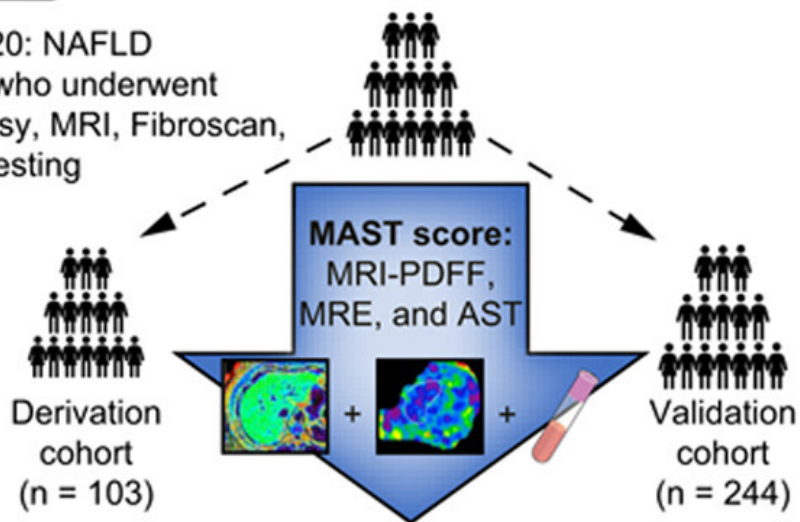 20: NAFLD
who underwent
sy, MRI, Fibroscan,
esting
MAST score:
MRI-PDFF,
MRE, and AST
+
+
Derivation
cohort
(n = 103)
Validation
cohort
(n = 244)